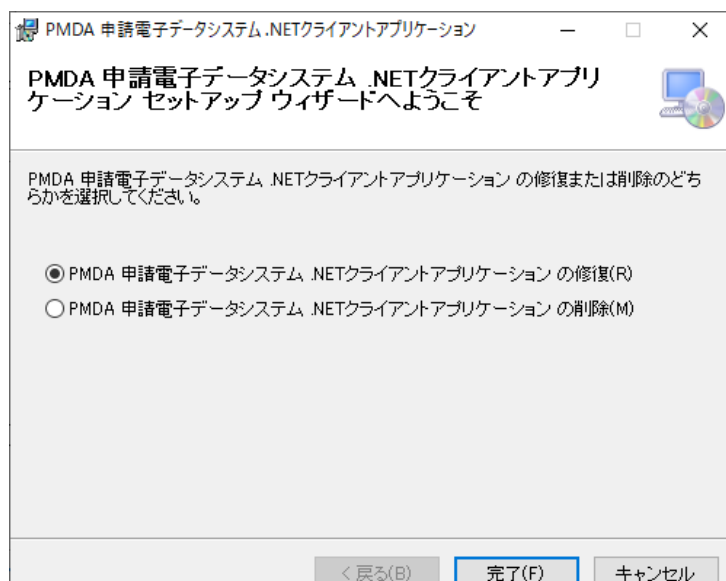 PMDA 申請電子データシステム.NETクライアントアプリケーション
PMDA 申請電子データシステム .NETクライアントアプリ
ケーション セットアップ ウィザードへようこそ
PMDA 申請電子データシステム .NETクライアントアプリケーション の修復または削除のどち
らかを選択してください。
PMDA 申請電子データシステム .NETクライアントアプリケーション の修復(R)
PMDA 申請電子データシステム .NETクライアントアプリケーション の削除(M)
< 戻る(B) 完了(F) キャンセル